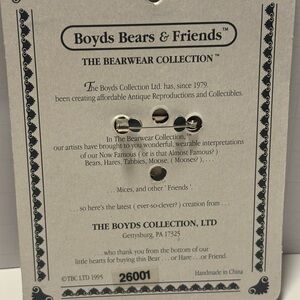 Boyds Bears & Friends™
THE BEARWEAR COLLECTION™
The Boyds Collection Ltd. has, since 1979
been creating affordable Antique Reproductions and Collectibles.
In The Bearwear Collection,™
our artists have brought to you wonderful, wearable interpretations
of our Now Famous ( or is that Almost Famous? )
Bears, Hares, Tabbies, Moose, ( Mooses? ). . .
. . . Mices, and other ' Friends '.
. . . so here's the latest ( ever-so-clever? ) creation from . . .
THE BOYDS COLLECTION, LTD
Gettysburg, PA 17325
. . . who thank you from the bottom of our
little hearts for buying this Bear . . . or Hare . . . or Friend.
©TBC LTD 1995
26001
Handmade in China